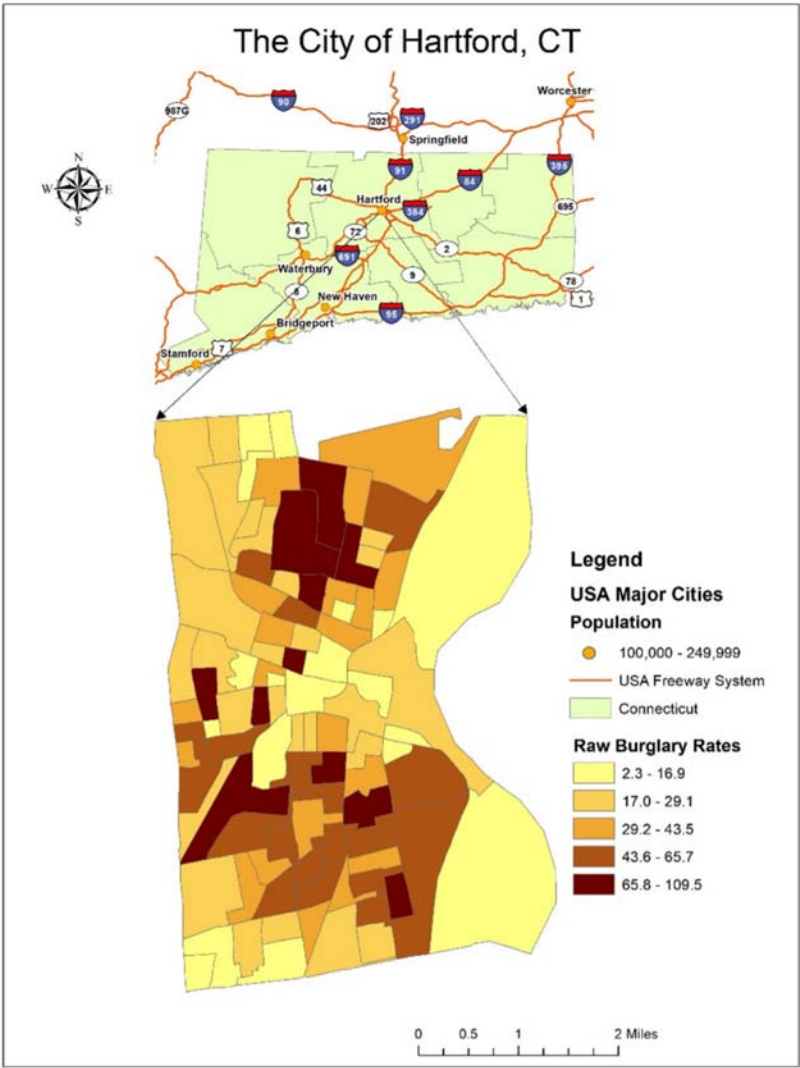 The City of Hartford, CT
Worcester
90
987G
202
291
Springfield
N
W E
S
91
84
395
44
Hartford
384
695
6
72
2
691
Waterbury
9
78
8
New Haven
1
95
Bridgeport
Stamford
7
Legend
USA Major Cities
Population
100,000 - 249,999
USA Freeway System
Connecticut
Raw Burglary Rates
2.3 - 16.9
17.0 - 29.1
29.2 - 43.5
43.6 - 65.7
65.8 - 109.5
0 0.5 1 2 Miles